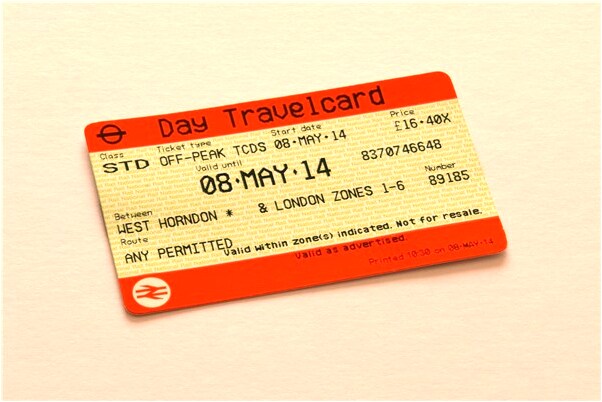 Day Travelcard
Class Ticket type Start date Price
STD OFF-PEAK TCDS 08·MAY·14 £16·40X
Valid until
08·MAY·14 8370746648
Between Number
WEST HORNDON * & LONDON ZONES 1-6 89185
Route
ANY PERMITTED Valid within zone(s) indicated. Not for resale.
Valid as advertised.
Printed 10:30 on 08-MAY-14